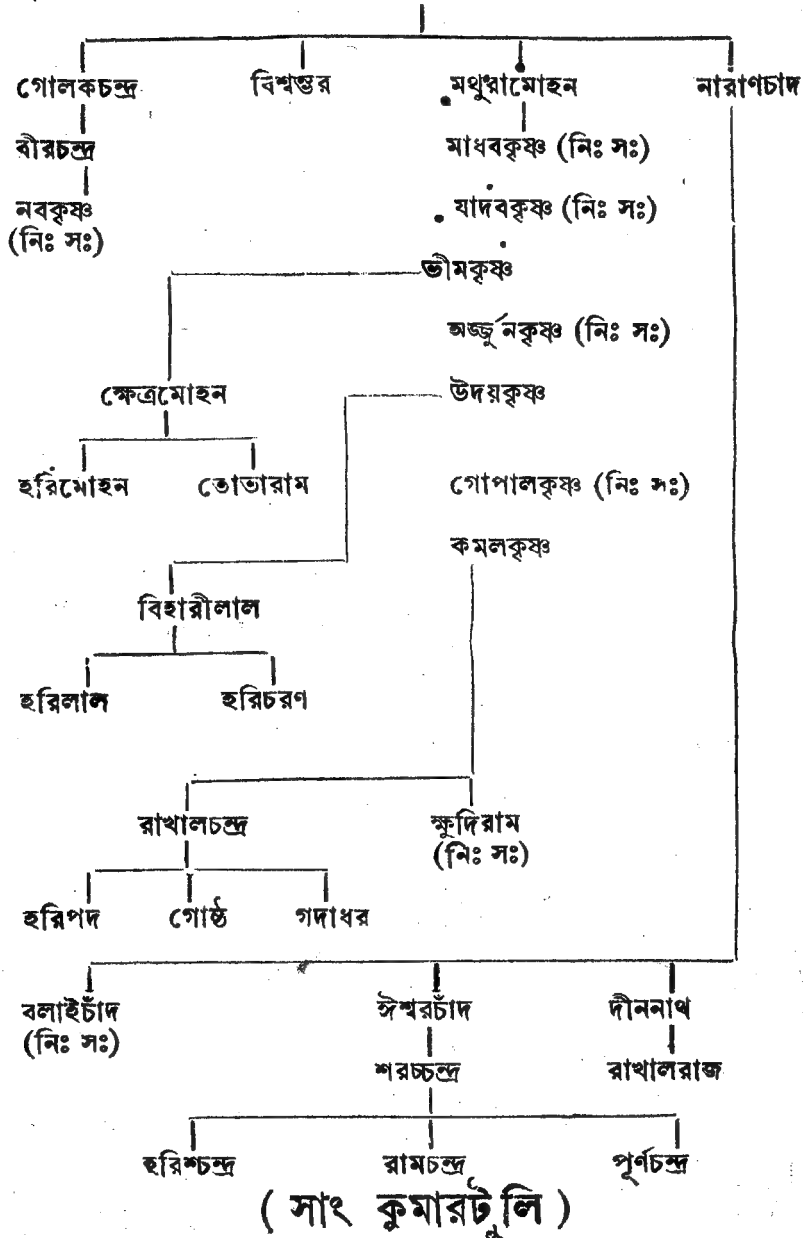 গোলকচন্দ্র বিশ্বম্ভর মথুরামোহন নারাণচাদ
বীরচন্দ্র মাধবকৃষ্ণ (নিঃ সঃ)
নবকৃষ্ণ যাদবকৃষ্ণ (নিঃ সঃ)
(নিঃ সঃ)
ভীমকৃষ্ণ
অর্জ্জুনকৃষ্ণ (নিঃ সঃ)
ক্ষেত্রমোহন উদয়কৃষ্ণ
হরিমোহন তোতারাম গোপালকৃষ্ণ (নিঃ সঃ)
কমলকৃষ্ণ
বিহারীলাল
হরিলাল হরিচরণ
রাখালচন্দ্র ক্ষুদিরাম
(নিঃ সঃ)
হরিপদ গোষ্ঠ গদাধর
বলাইচাঁদ ঈশ্বরচাঁদ দীননাথ
(নিঃ সঃ)
শরচ্চন্দ্র রাখালরাজ
হরিশ্চন্দ্র রামচন্দ্র পূর্ণচন্দ্র
( সাং কুমারটুলি )